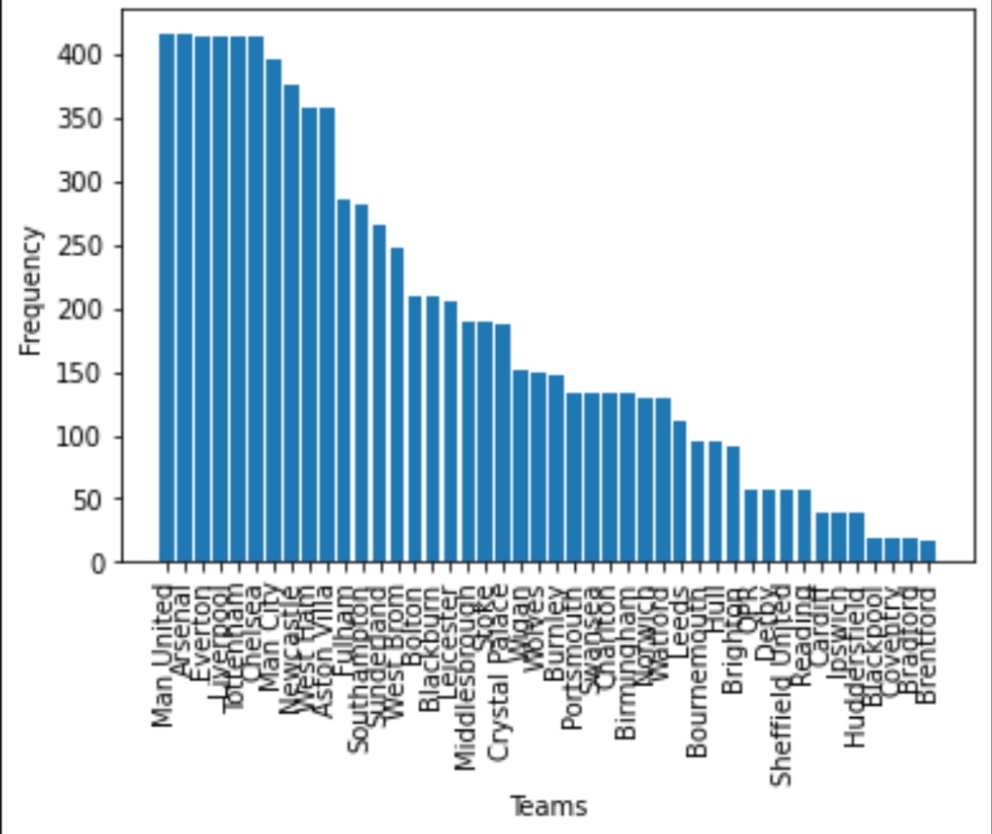 Frequency
400
350
300
250
200
150
100
50
0
Man United
Arsenal
Everton
Liverpool
Tottenham
Chelsea
Man City
Newcastle
West Ham
Aston Villa
Fulham
Southampton
Sunderland
West Brom
Bolton
Blackburn
Leicester
Middlesbrough
Stoke
Crystal Palace
Wigan
Wolves
Burnley
Portsmouth
Swansea
Charlton
Birmingham
Norwich
Watford
Leeds
Bournemouth
Hull
Brighton
QPR
Derby
Sheffield United
Reading
Cardiff
Ipswich
Huddersfield
Blackpool
Coventry
Bradford
Brentford
Teams